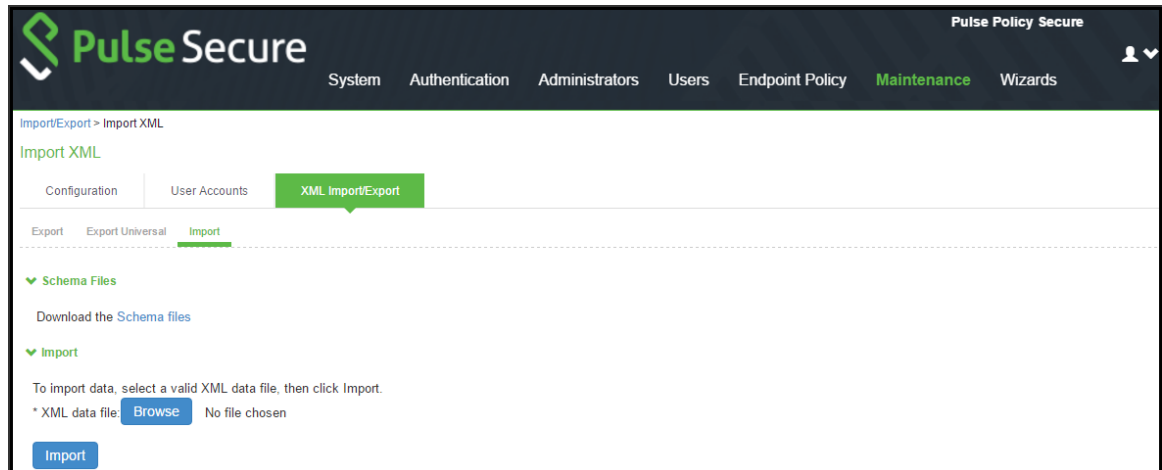 Pulse Policy Secure
Pulse Secure
System Authentication Administrators Users Endpoint Policy Maintenance Wizards
Import/Export > Import XML
Import XML
Configuration User Accounts XML Import/Export
Export Export Universal Import
Schema Files
Download the Schema files
Import
To import data, select a valid XML data file, then click Import.
* XML data file: Browse No file chosen
Import